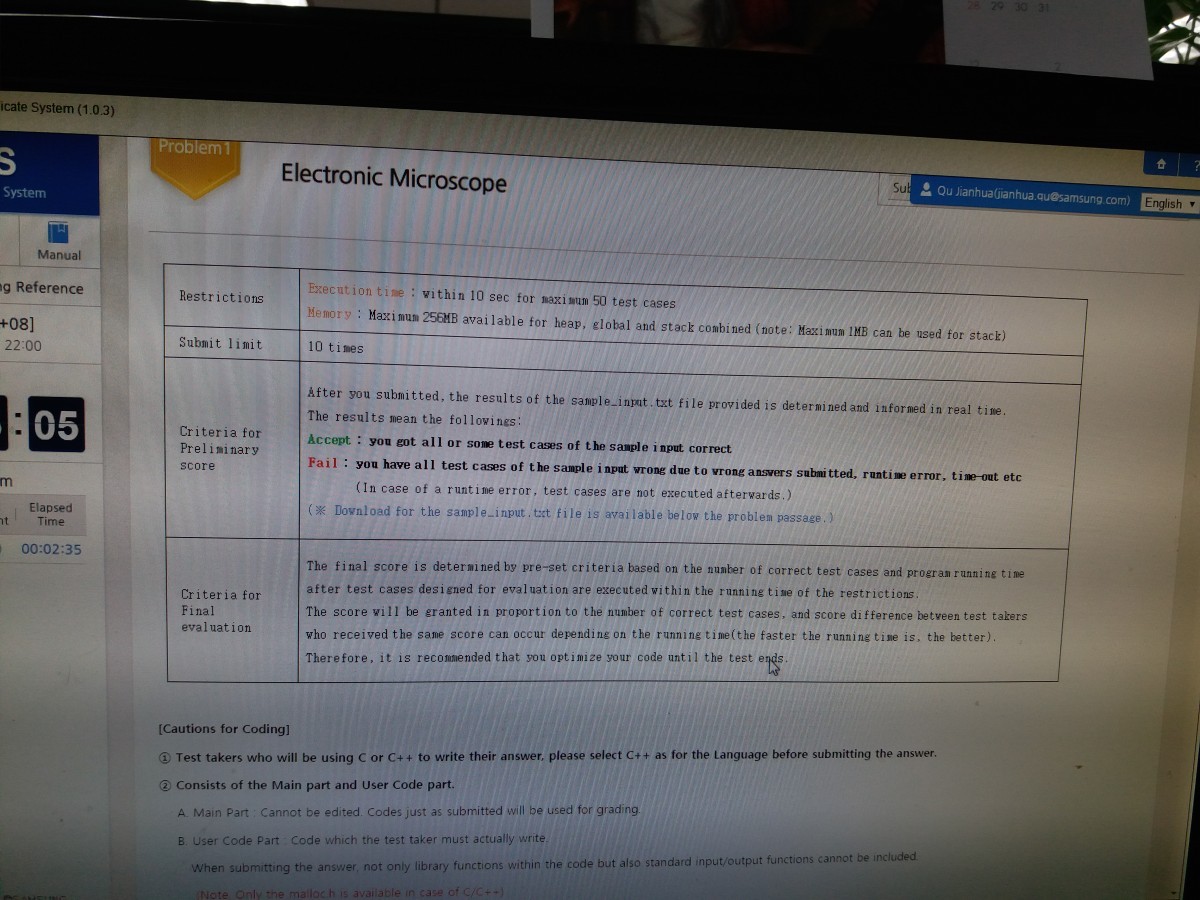 28 29 30 31
2
icate System (1.0.3)
S
System
Manual
ng Reference
+08]
22:00
: 05
m
nt
Elapsed
Time
00:02:35
Problem1
Electronic Microscope
Sub
Qu Jianhua(jianhua.qu@samsung.com)
English
?
Restrictions
Execution time : within 10 sec for maximum 50 test cases
Memory : Maximum 256MB available for heap, global and stack combined (note: Maximum 1MB can be used for stack)
Submit limit
10 times
Criteria for
Preliminary
score
After you submitted, the results of the sample_input.txt file provided is determined and informed in real time.
The results mean the followings:
Accept : you got all or some test cases of the sample input correct
Fail : you have all test cases of the sample input wrong due to wrong answers submitted, runtime error, time-out etc
(In case of a runtime error, test cases are not executed afterwards.)
(※ Download for the sample_input.txt file is available below the problem passage.)
Criteria for
Final
evaluation
The final score is determined by pre-set criteria based on the number of correct test cases and program running time
after test cases designed for evaluation are executed within the running time of the restrictions.
The score will be granted in proportion to the number of correct test cases, and score difference between test takers
who received the same score can occur depending on the running time(the faster the running time is, the better).
Therefore, it is recommended that you optimize your code until the test ends.
[Cautions for Coding]
① Test takers who will be using C or C++ to write their answer, please select C++ as for the Language before submitting the answer.
② Consists of the Main part and User Code part.
A. Main Part : Cannot be edited. Codes just as submitted will be used for grading.
B. User Code Part : Code which the test taker must actually write.
When submitting the answer, not only library functions within the code but also standard input/output functions cannot be included.
(Note. Only the malloc.h is available in case of C/C++)